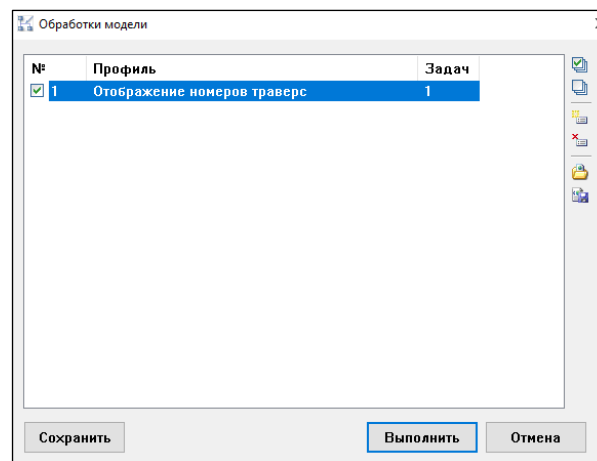 Обработки модели
№ Профиль Задач
1 Отображение номеров траверс 1
Сохранить Выполнить Отмена